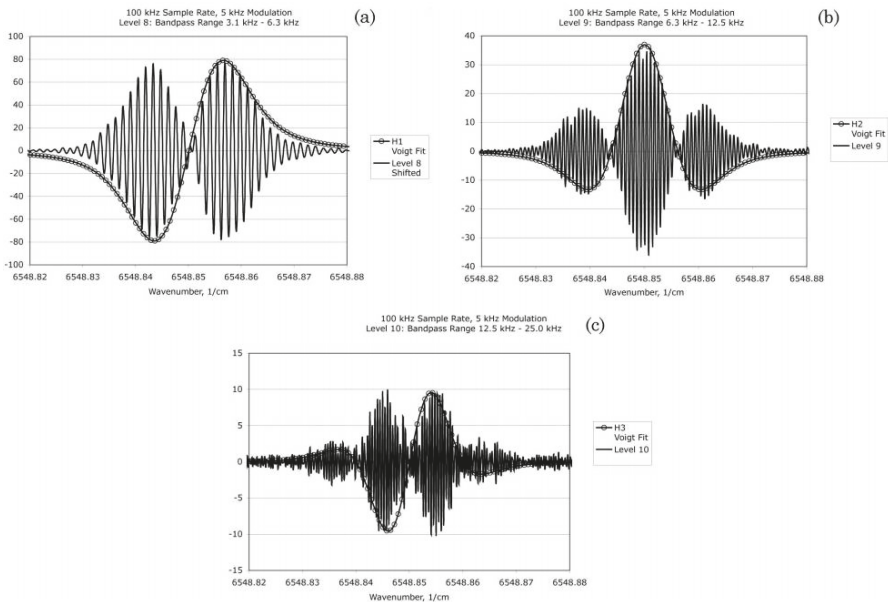 100 kHz Sample Rate, 5 kHz Modulation
Level 8: Bandpass Range 3.1 kHz - 6.3 kHz
(a)
100
80
60
40
20
0
-20
-40
-60
-80
-100
6548.82 6548.83 6548.84 6548.85 6548.86 6548.87 6548.88
Wavenumber, 1/cm
H1
Voigt Fit
Level 8
Shifted
100 kHz Sample Rate, 5 kHz Modulation
Level 9: Bandpass Range 6.3 kHz - 12.5 kHz
(b)
40
30
20
10
0
-10
-20
-30
-40
6548.82 6548.83 6548.84 6548.85 6548.86 6548.87 6548.88
Wavenumber, 1/cm
H2
Voigt Fit
Level 9
100 kHz Sample Rate, 5 kHz Modulation
Level 10: Bandpass Range 12.5 kHz - 25.0 kHz
(c)
15
10
5
0
-5
-10
-15
6548.82 6548.83 6548.84 6548.85 6548.86 6548.87 6548.88
Wavenumber, 1/cm
H3
Voigt Fit
Level 10